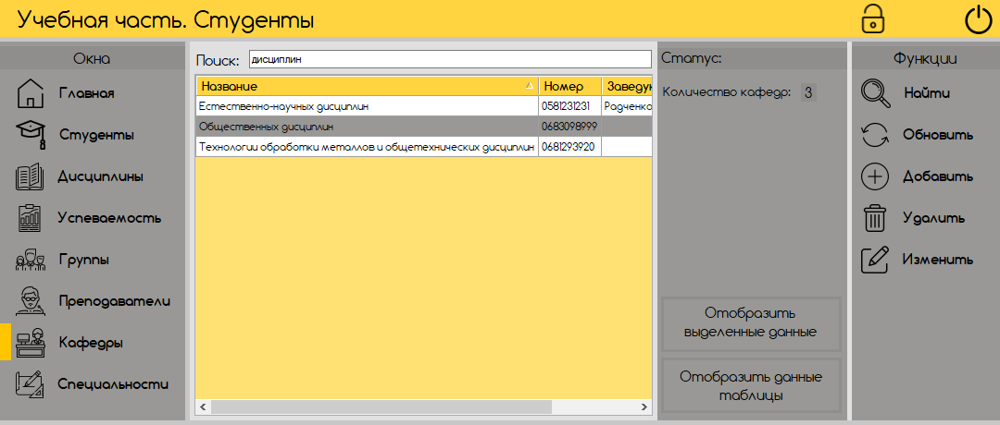 Учебная часть. Студенты
Окна
Главная
Студенты
Дисциплины
Успеваемость
Группы
Преподаватели
Кафедры
Специальности
Поиск: дисциплин
Название Номер Заведук
Естественно-научных дисциплин 0581231231 Радченко
Общественных дисциплин 0683098999
Технологии обработки металлов и общетехнических дисциплин 0681293920
Статус:
Количество кафедр: 3
Отобразить
выделенные данные
Отобразить данные
таблицы
Функции
Найти
Обновить
Добавить
Удалить
Изменить